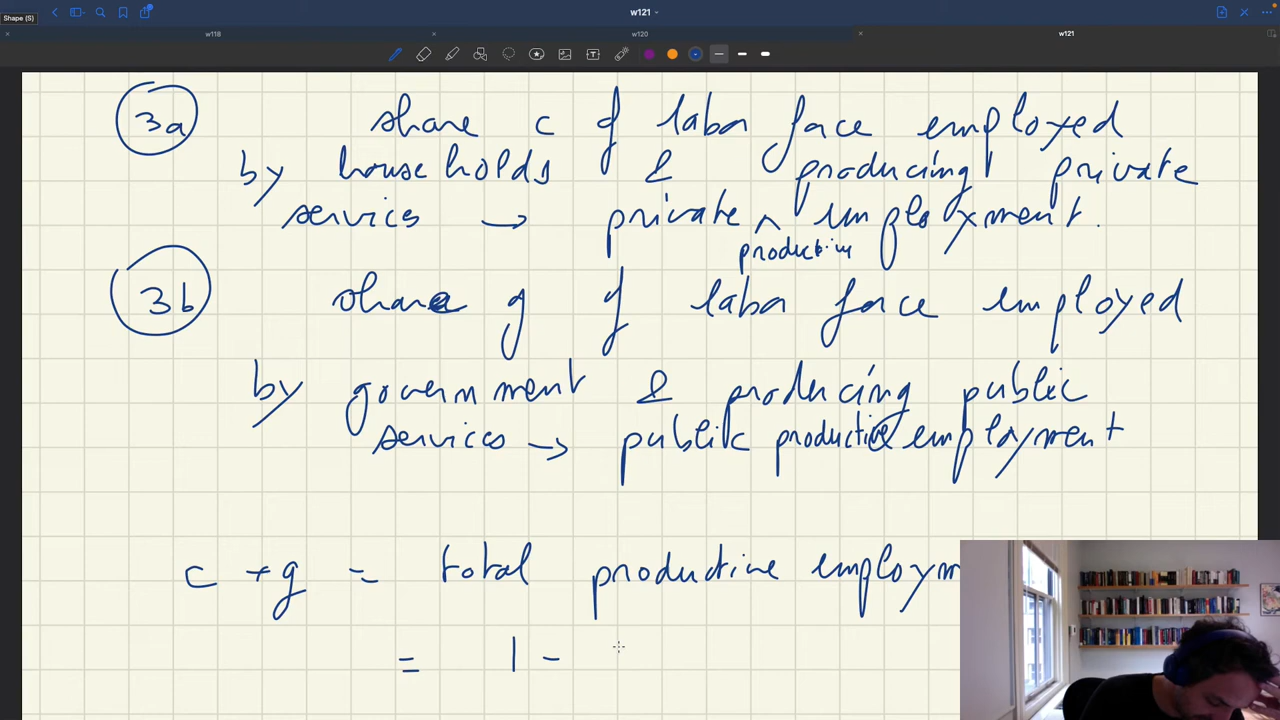 w121
Shape (S)
w118
w120
w121
3a share c of labor force employed
by households & producing private
services → private ^ employment.
productive
3b share g of labor force employed
by government & producing public
services → public productive employment
c + g = total productive employm
= 1 -